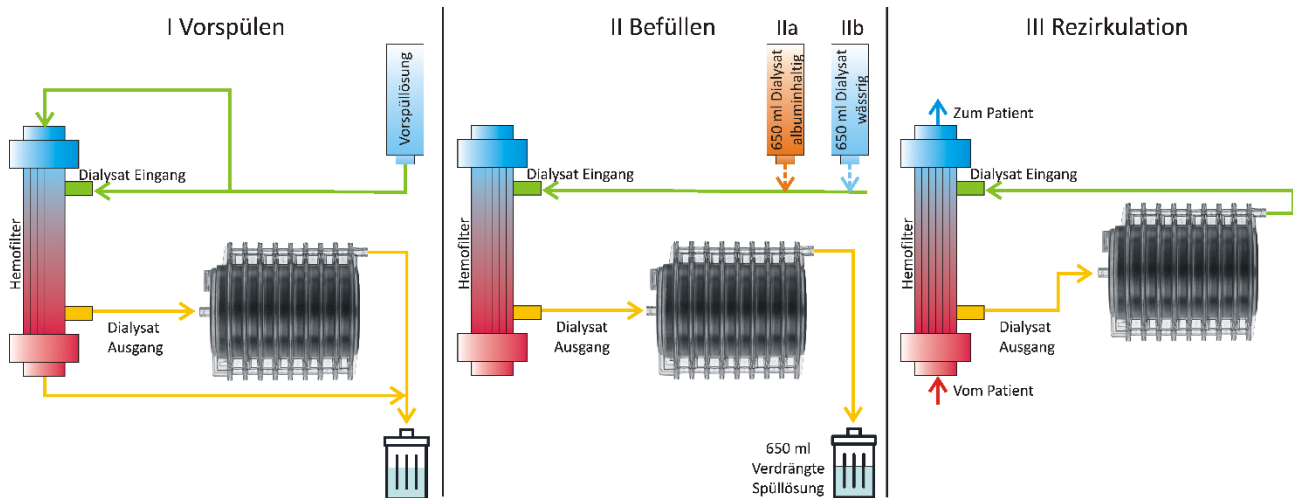 I Vorspülen
Vorspüllösung
Dialysat Eingang
Hemofilter
Dialysat
Ausgang
II Befüllen
IIa
IIb
650 ml Dialysat
albuminhaltig
650 ml Dialysat
wässrig
Dialysat Eingang
Hemofilter
Dialysat
Ausgang
650 ml
Verdrängte
Spüllösung
III Rezirkulation
Zum Patient
Dialysat Eingang
Hemofilter
Dialysat
Ausgang
Vom Patient